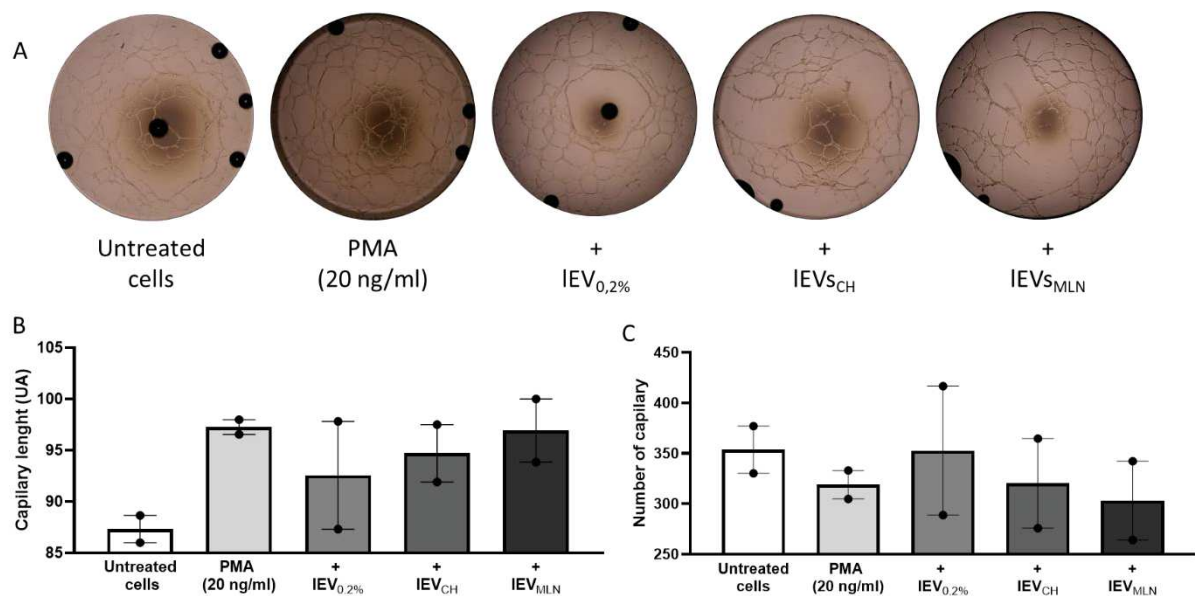 A
Untreated
cells
PMA
(20 ng/ml)
+
lEV0,2%
+
lEVsCH
+
lEVsMLN
B
Capilary lenght (UA)
105
100
95
90
85
Untreated
cells
PMA
(20 ng/ml)
+
lEV0.2%
+
lEVCH
+
lEVMLN
C
Number of capilary
450
400
350
300
250
Untreated
cells
PMA
(20 ng/ml)
+
lEV0.2%
+
lEVCH
+
lEVMLN